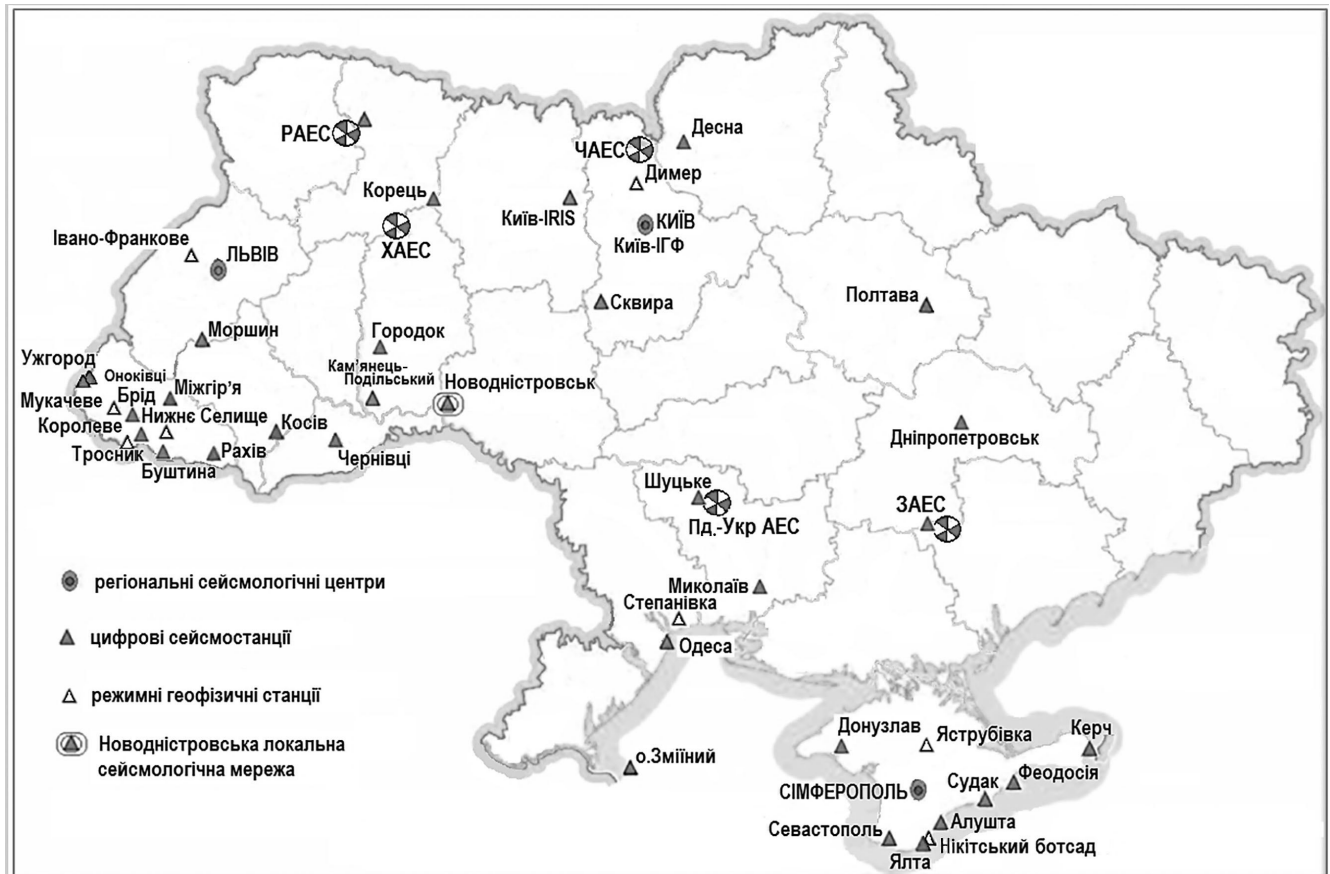 РАЕС
ЧАЕС
Десна
Димер
Корець
Київ-IRIS
КИЇВ
Київ-ІГФ
ХАЕС
Івано-Франкове
ЛЬВІВ
Сквира
Полтава
Моршин
Городок
Кам’янець-
Подільський
Новодністровськ
Ужгород
Оноківці
Міжгір’я
Мукачеве
Брід
Нижнє Селище
Королеве
Косів
Тросник
Рахів
Чернівці
Буштина
Дніпропетровськ
Шуцьке
Пд.-Укр АЕС
ЗАЕС
Миколаїв
Степанівка
Одеса
регіональні сейсмологічні центри
цифрові сейсмостанції
режимні геофізичні станції
Новодністровська локальна
сейсмологічна мережа
о.Зміїний
Донузлав
Яструбівка
Керч
СІМФЕРОПОЛЬ
Судак
Феодосія
Севастополь
Алушта
Нікітський ботсад
Ялта